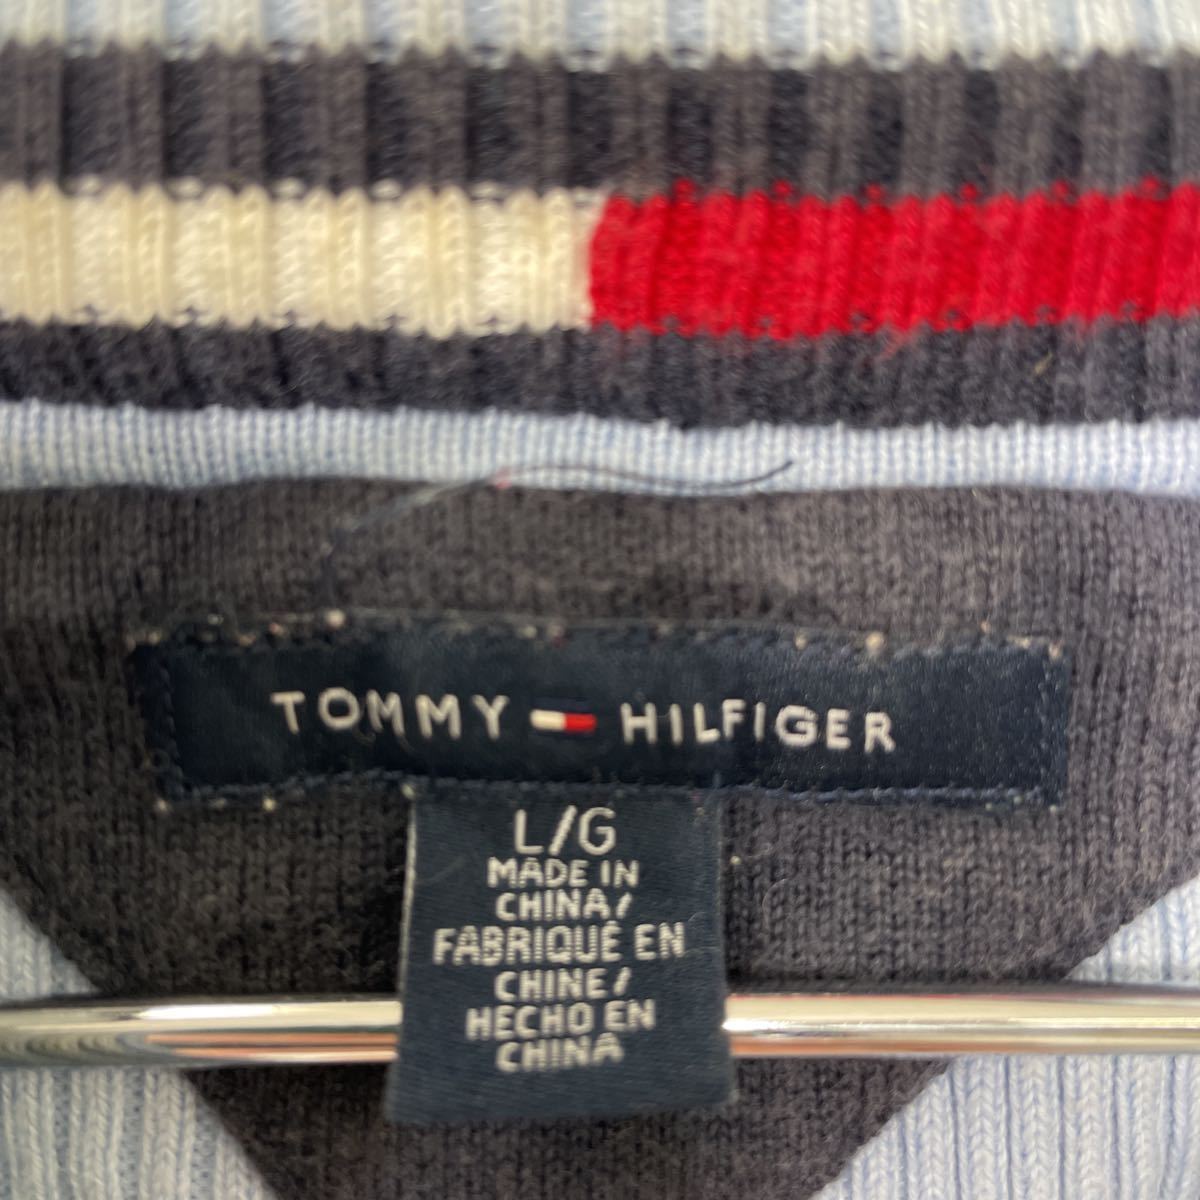 TOMMY HILFIGER
L/G
MADE IN
CHINA/
FABRIQUÉ EN
CHINE/
HECHO EN
CHINA